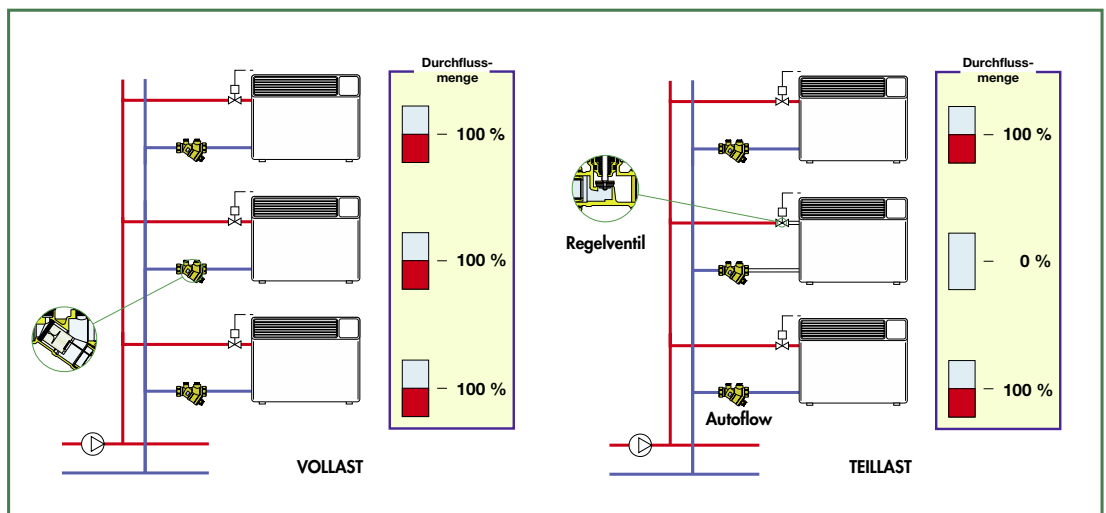 Durchfluss-
menge
100 %
100 %
100 %
VOLLAST
Durchfluss-
menge
100 %
Regelventil
0 %
100 %
Autoflow
TEILLAST